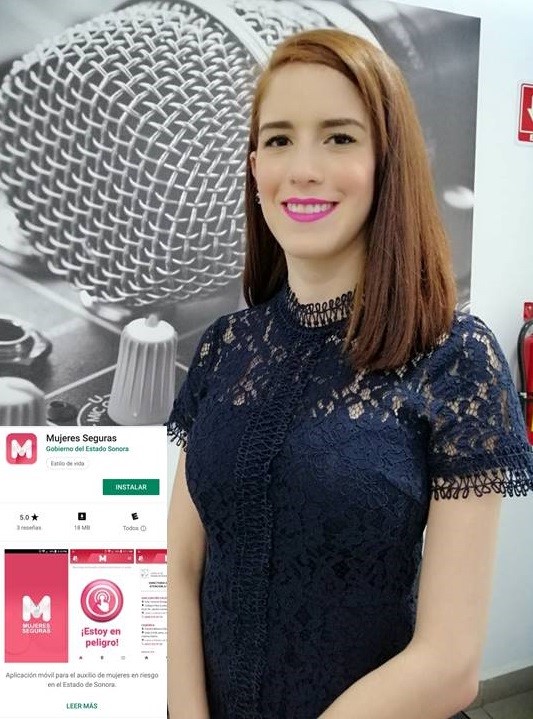 Mujeres Seguras
Gobierno del Estado Sonora
Estilo de vida
INSTALAR
5.0 ★
3 reseñas
18 MB
Todos
MUJERES
SEGURAS
¡Estoy en
peligro!
Aplicación móvil para el auxilio de mujeres en riesgo
en el Estado de Sonora.
LEER MÁS